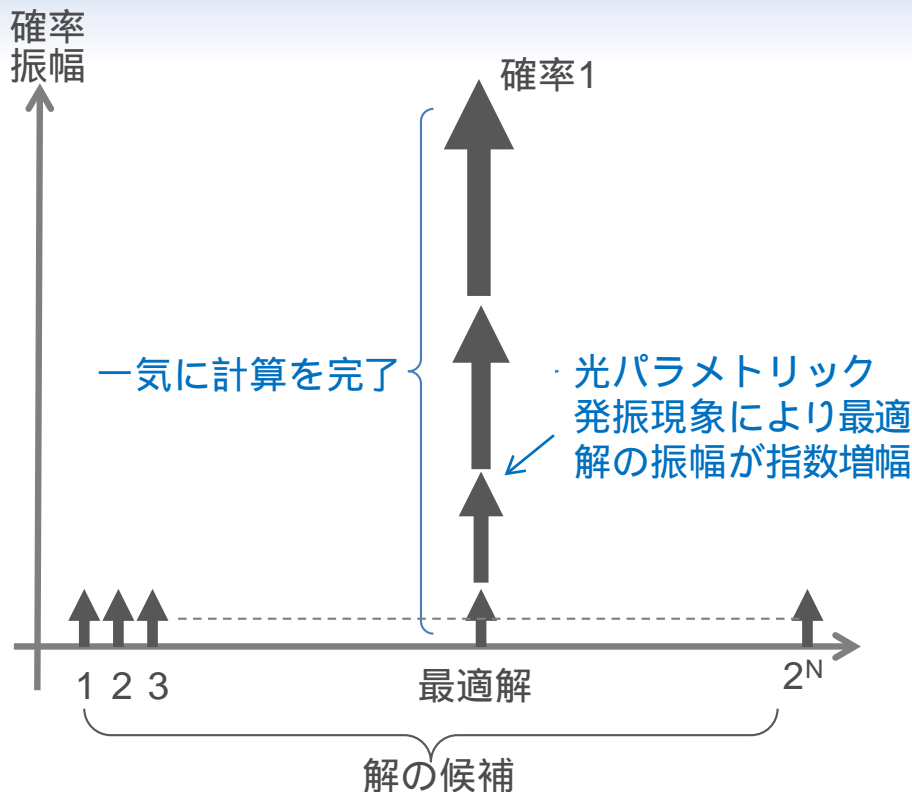 確率
振幅
確率1
一気に計算を完了
光パラメトリック
発振現象により最適
解の振幅が指数増幅
1 2 3
最適解
2ᴺ
解の候補